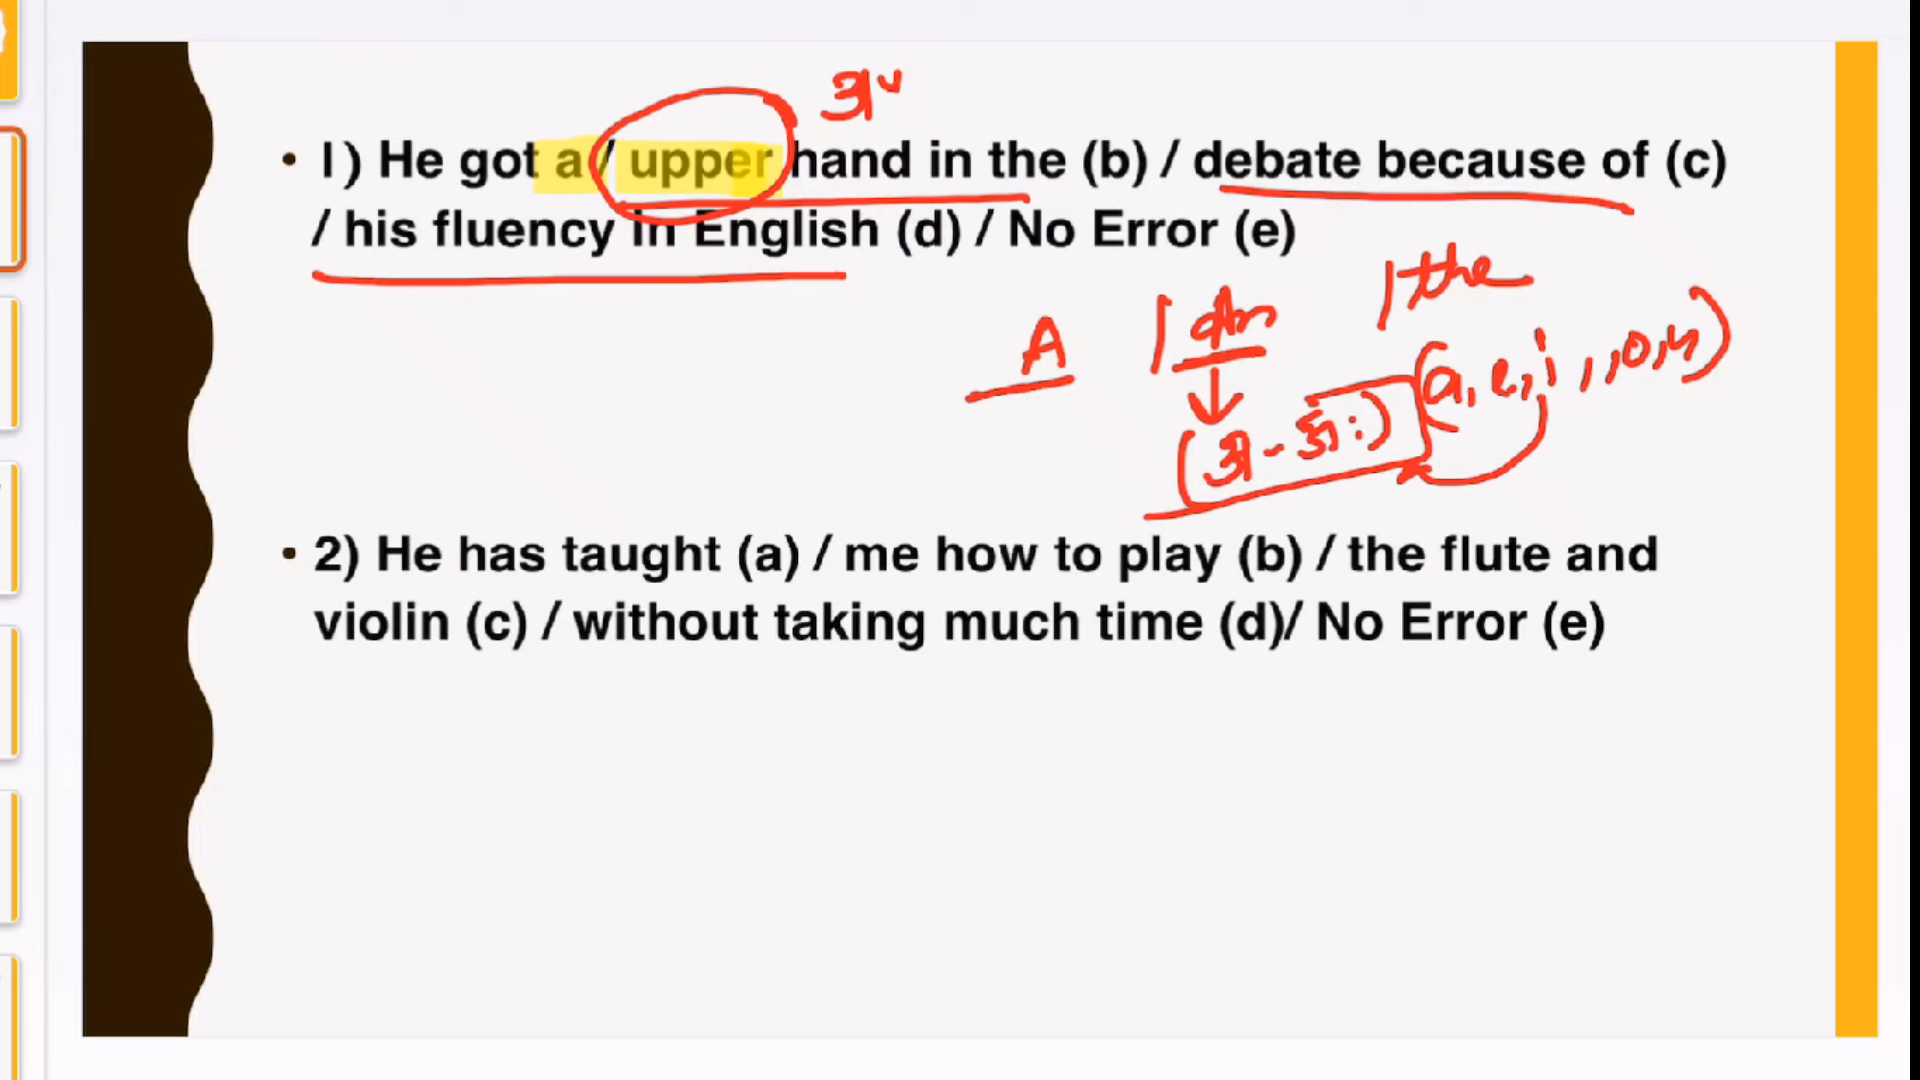 अप
• 1) He got a / upper hand in the (b) / debate because of (c)
/ his fluency in English (d) / No Error (e)
A | An | the
(अ - अः) (a, e, i, o, u)
• 2) He has taught (a) / me how to play (b) / the flute and
violin (c) / without taking much time (d)/ No Error (e)